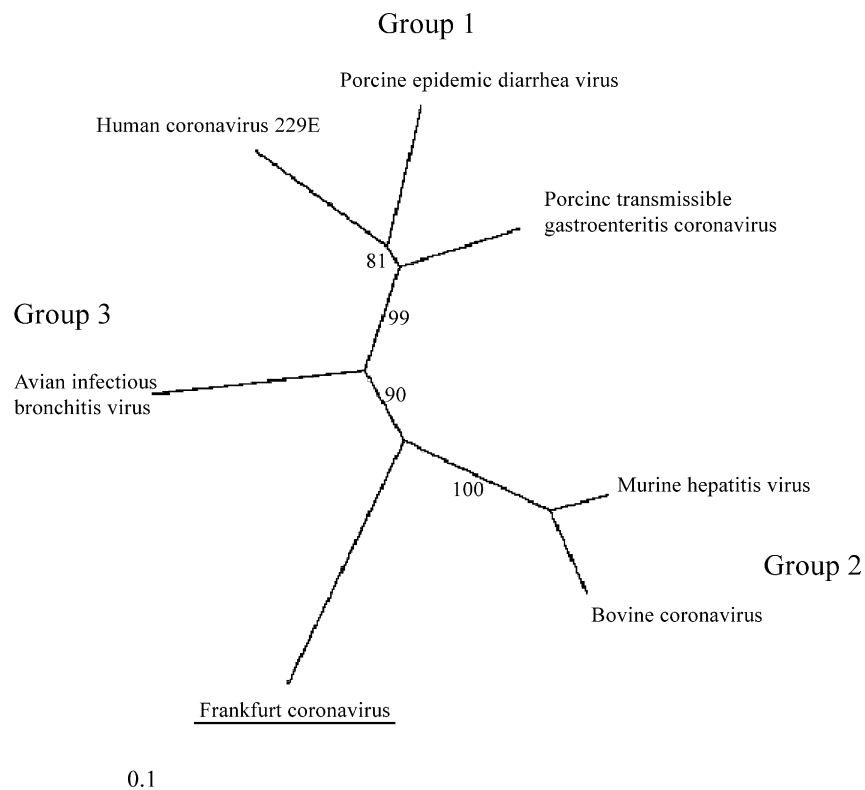 Group 1
Porcine epidemic diarrhea virus
Human coronavirus 229E
Porcinc transmissible
gastroenteritis coronavirus
81
Group 3
99
Avian infectious
bronchitis virus
90
Murine hepatitis virus
100
Group 2
Bovine coronavirus
Frankfurt coronavirus
0.1